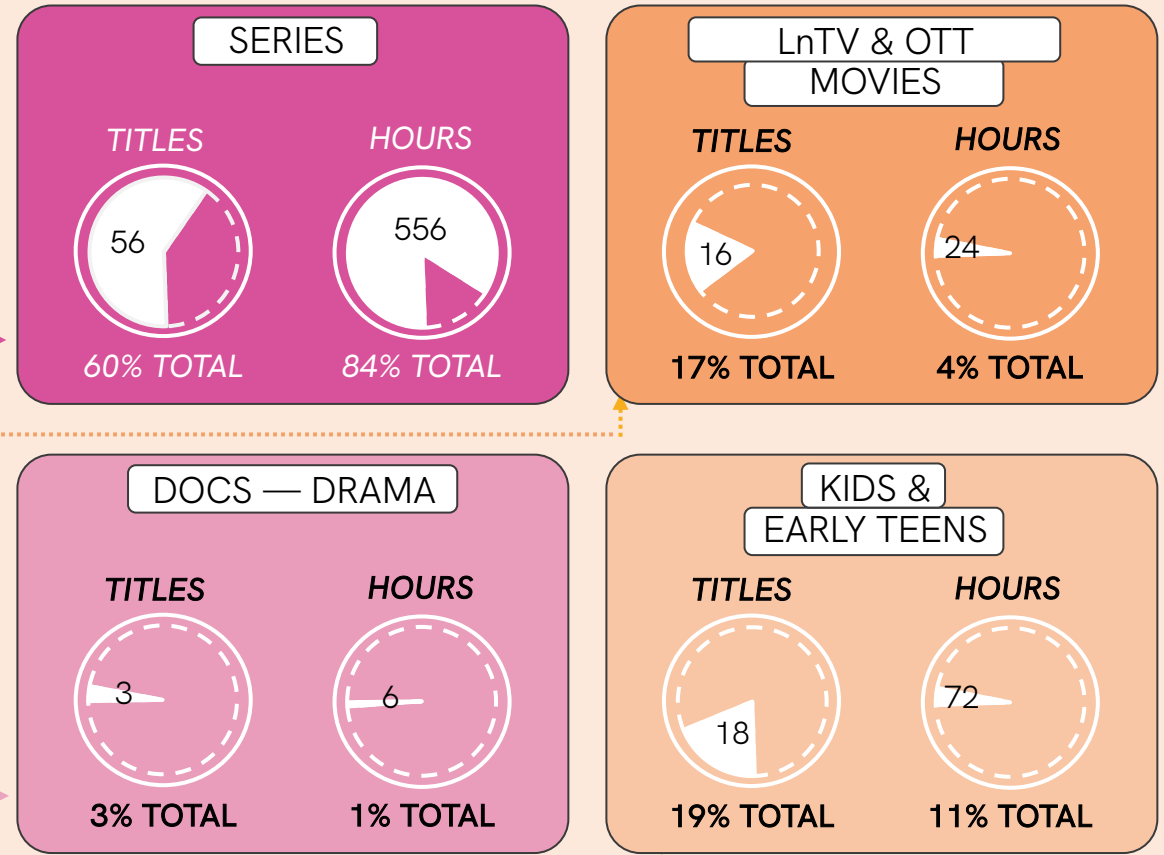 SERIES
TITLES
HOURS
56
556
60% TOTAL
84% TOTAL
LnTV & OTT
MOVIES
TITLES
HOURS
16
24
17% TOTAL
4% TOTAL
DOCS — DRAMA
TITLES
HOURS
3
6
3% TOTAL
1% TOTAL
KIDS &
EARLY TEENS
TITLES
HOURS
18
72
19% TOTAL
11% TOTAL